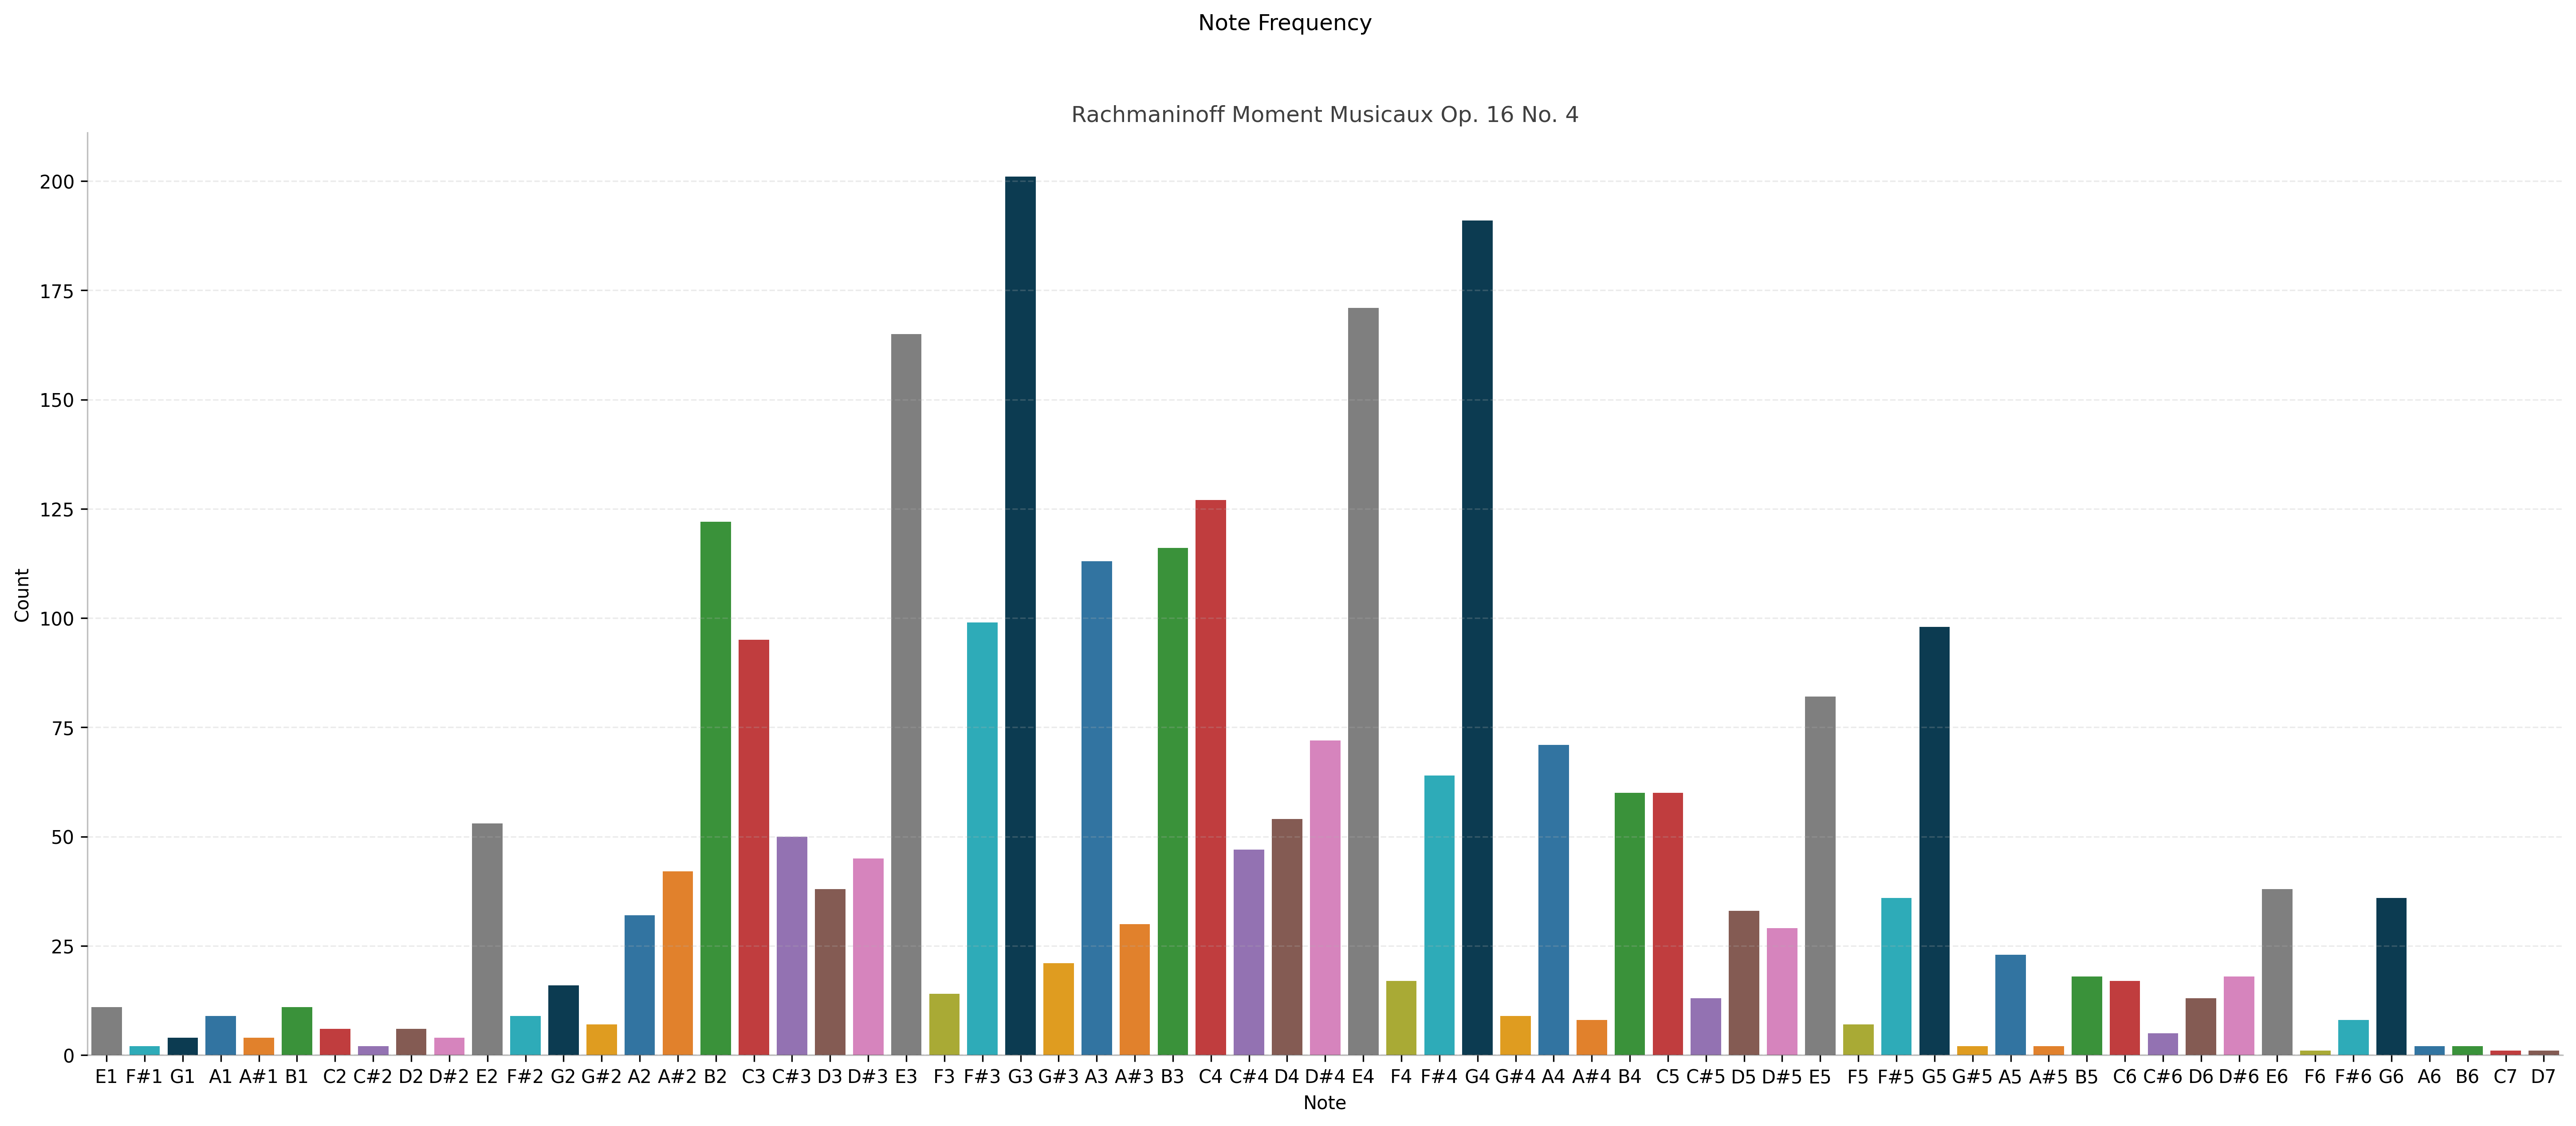 Note Frequency
Rachmaninoff Moment Musicaux Op. 16 No. 4
200
175
150
125
100
75
50
25
0
Count
E1 F#1 G1 A1 A#1 B1 C2 C#2 D2 D#2 E2 F#2 G2 G#2 A2 A#2 B2 C3 C#3 D3 D#3 E3 F3 F#3 G3 G#3 A3 A#3 B3 C4 C#4 D4 D#4 E4 F4 F#4 G4 G#4 A4 A#4 B4 C5 C#5 D5 D#5 E5 F5 F#5 G5 G#5 A5 A#5 B5 C6 C#6 D6 D#6 E6 F6 F#6 G6 A6 B6 C7 D7
Note